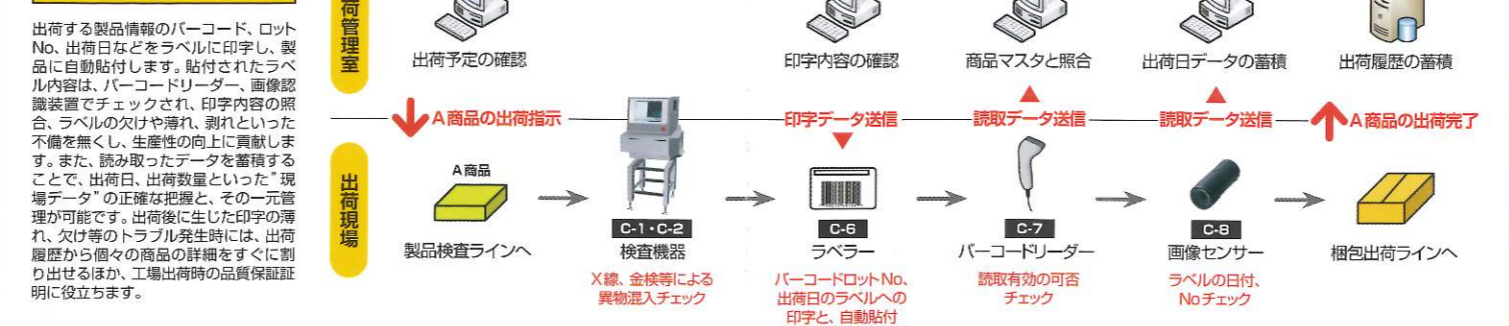 出荷する製品情報のバーコード、ロット
No、出荷日などをラベルに印字し、製
品に自動貼付します。貼付されたラベ
ル内容は、バーコードリーダー、画像認
識装置でチェックされ、印字内容の照
合、ラベルの欠けや薄れ、剥れといった
不備を無くし、生産性の向上に貢献しま
す。また、読み取ったデータを蓄積する
ことで、出荷日、出荷数量といった”現
場データ”の正確な把握と、その一元管
理が可能です。出荷後に生じた印字の薄
れ、欠け等のトラブル発生時には、出荷
履歴から個々の商品の詳細をすぐに割
り出せるほか、工場出荷時の品質保証証
明に役立ちます。
荷管理室
出荷予定の確認
印字内容の確認
商品マスタと照合
出荷日データの蓄積
出荷履歴の蓄積
A商品の出荷指示
印字データ送信
読取データ送信
読取データ送信
A商品の出荷完了
出荷現場
A商品
製品検査ラインへ
C-1・C-2
検査機器
X線、金検等による
異物混入チェック
C-6
ラベラー
バーコードロットNo、
出荷日のラベルへの
印字と、自動貼付
C-7
バーコードリーダー
読取有効の可否
チェック
C-8
画像センサー
ラベルの日付、
Noチェック
梱包出荷ラインへ